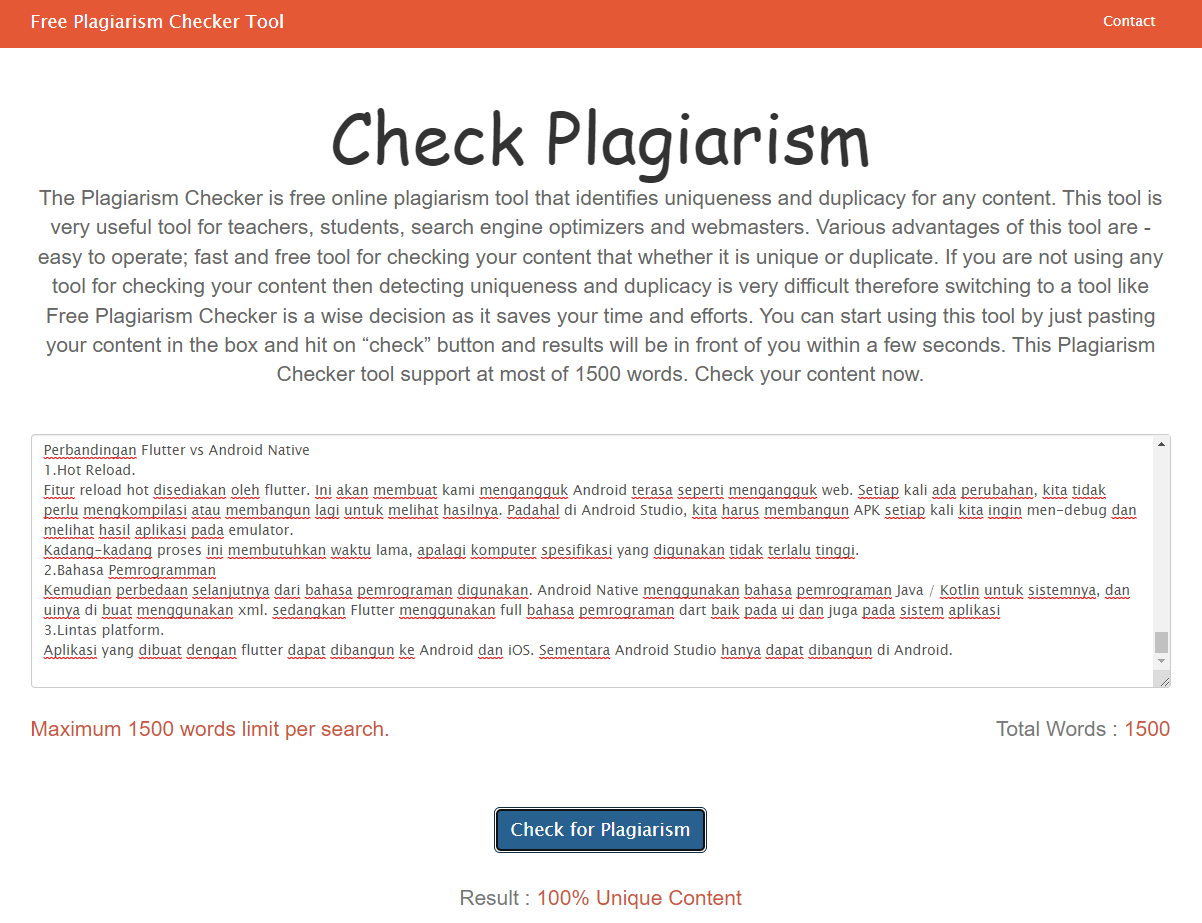 Free Plagiarism Checker Tool
Contact
Check Plagiarism
The Plagiarism Checker is free online plagiarism tool that identifies uniqueness and duplicacy for any content. This tool is
very useful tool for teachers, students, search engine optimizers and webmasters. Various advantages of this tool are -
easy to operate; fast and free tool for checking your content that whether it is unique or duplicate. If you are not using any
tool for checking your content then detecting uniqueness and duplicacy is very difficult therefore switching to a tool like
Free Plagiarism Checker is a wise decision as it saves your time and efforts. You can start using this tool by just pasting
your content in the box and hit on “check” button and results will be in front of you within a few seconds. This Plagiarism
Checker tool support at most of 1500 words. Check your content now.
Perbandingan Flutter vs Android Native
1.Hot Reload.
Fitur reload hot disediakan oleh flutter. Ini akan membuat kami mengangguk Android terasa seperti mengangguk web. Setiap kali ada perubahan, kita tidak
perlu mengkompilasi atau membangun lagi untuk melihat hasilnya. Padahal di Android Studio, kita harus membangun APK setiap kali kita ingin men-debug dan
melihat hasil aplikasi pada emulator.
Kadang-kadang proses ini membutuhkan waktu lama, apalagi komputer spesifikasi yang digunakan tidak terlalu tinggi.
2.Bahasa Pemrogramman
Kemudian perbedaan selanjutnya dari bahasa pemrograman digunakan. Android Native menggunakan bahasa pemrograman Java / Kotlin untuk sistemnya, dan
uinya di buat menggunakan xml. sedangkan Flutter menggunakan full bahasa pemrograman dart baik pada ui dan juga pada sistem aplikasi
3.Lintas platform.
Aplikasi yang dibuat dengan flutter dapat dibangun ke Android dan iOS. Sementara Android Studio hanya dapat dibangun di Android.
Maximum 1500 words limit per search.
Total Words : 1500
Check for Plagiarism
Result : 100% Unique Content